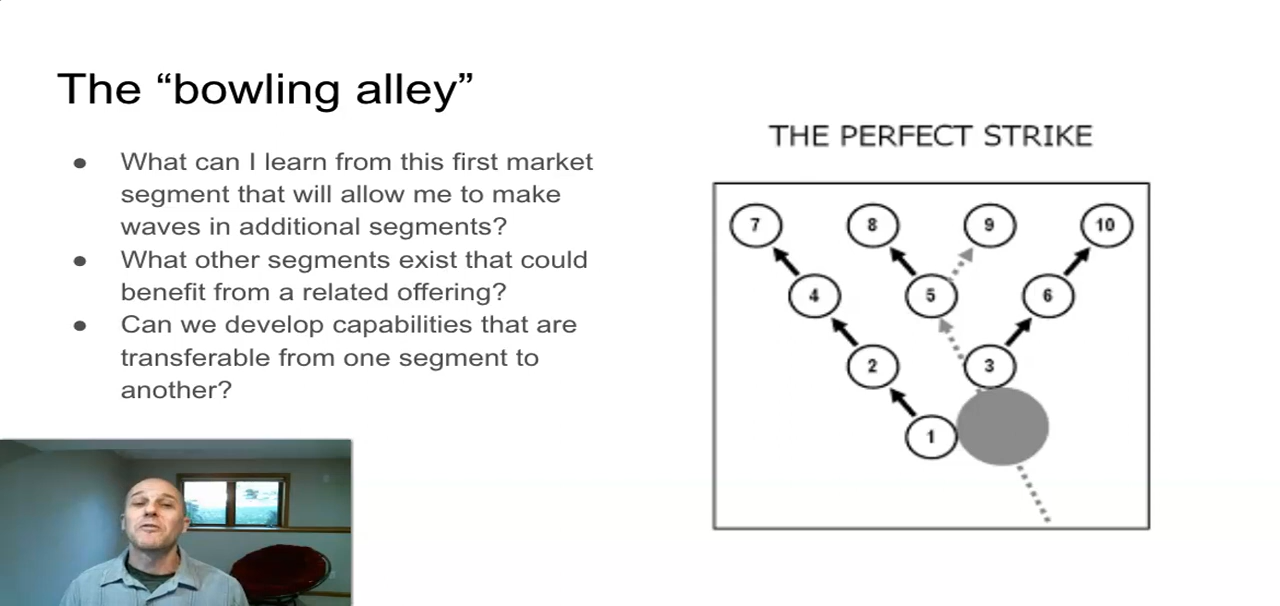 The “bowling alley”
● What can I learn from this first market
segment that will allow me to make
waves in additional segments?
● What other segments exist that could
benefit from a related offering?
● Can we develop capabilities that are
transferable from one segment to
another?
THE PERFECT STRIKE
7 8 9 10
4 5 6
2 3
1